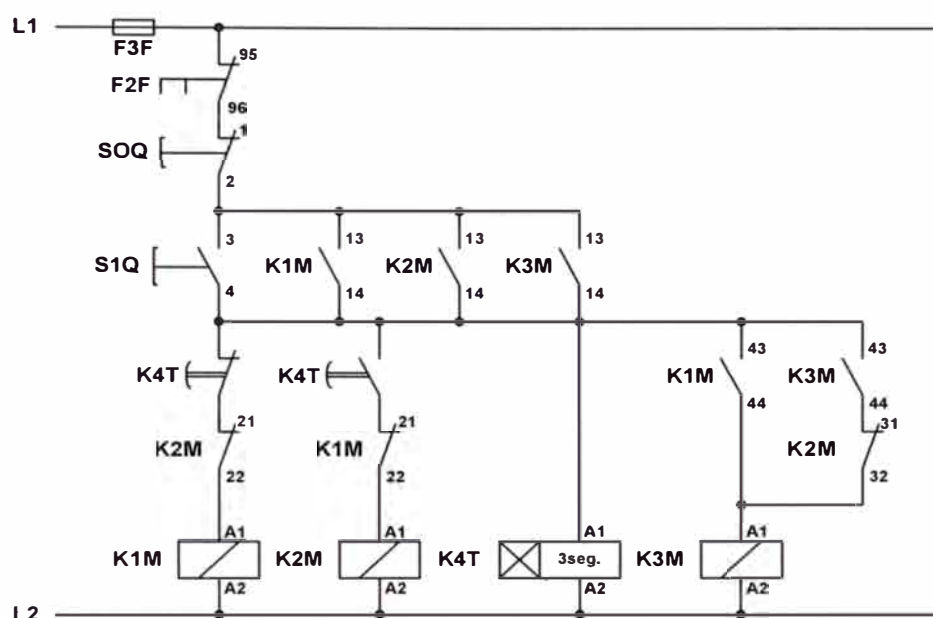 L1
F3F
95
F2F
96
1
SOQ
2
3 13 13 13
S1Q K1M K2M K3M
4 14 14 14
43 43
K4T K4T K1M K3M
44 44
21 21 31
K2M K1M K2M
22 22 32
A1 A1 A1 A1
K1M K2M K4T 3seg. K3M
A2 A2 A2 A2
L2